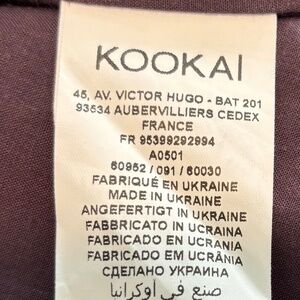 KOOKAI
45, AV. VICTOR HUGO - BAT 201
93534 AUBERVILLIERS CEDEX
FRANCE
FR 95399292994
A0501
60952 / 091 / 60030
FABRIQUÉ EN UKRAINE
MADE IN UKRAINE
ANGEFERTIGT IN UKRAINE
FABBRICATO IN UCRAINA
FABRICADO EN UCRANIA
FABRICADO EM UCRÂNIA
СДЕЛАНО УКРАИНА
صنع في أوكرانيا